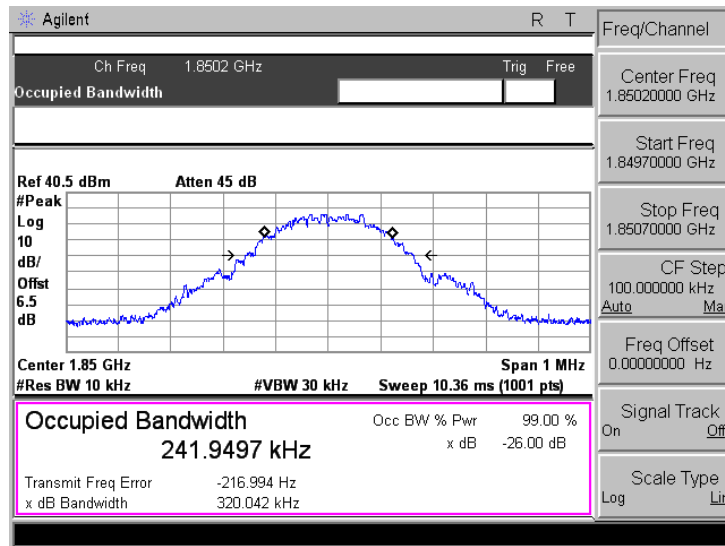 Agilent R T
Ch Freq 1.8502 GHz Trig Free
Occupied Bandwidth
Ref 40.5 dBm Atten 45 dB
#Peak
Log
10
dB/
Offst
6.5
dB
Center 1.85 GHz Span 1 MHz
#Res BW 10 kHz #VBW 30 kHz Sweep 10.36 ms (1001 pts)
Occupied Bandwidth Occ BW % Pwr 99.00 %
241.9497 kHz x dB -26.00 dB
Transmit Freq Error -216.994 Hz
x dB Bandwidth 320.042 kHz
Freq/Channel
Center Freq
1.85020000 GHz
Start Freq
1.84970000 GHz
Stop Freq
1.85070000 GHz
CF Step
100.000000 kHz
Auto Ma
Freq Offset
0.00000000 Hz
Signal Track
On Off
Scale Type
Log Lin